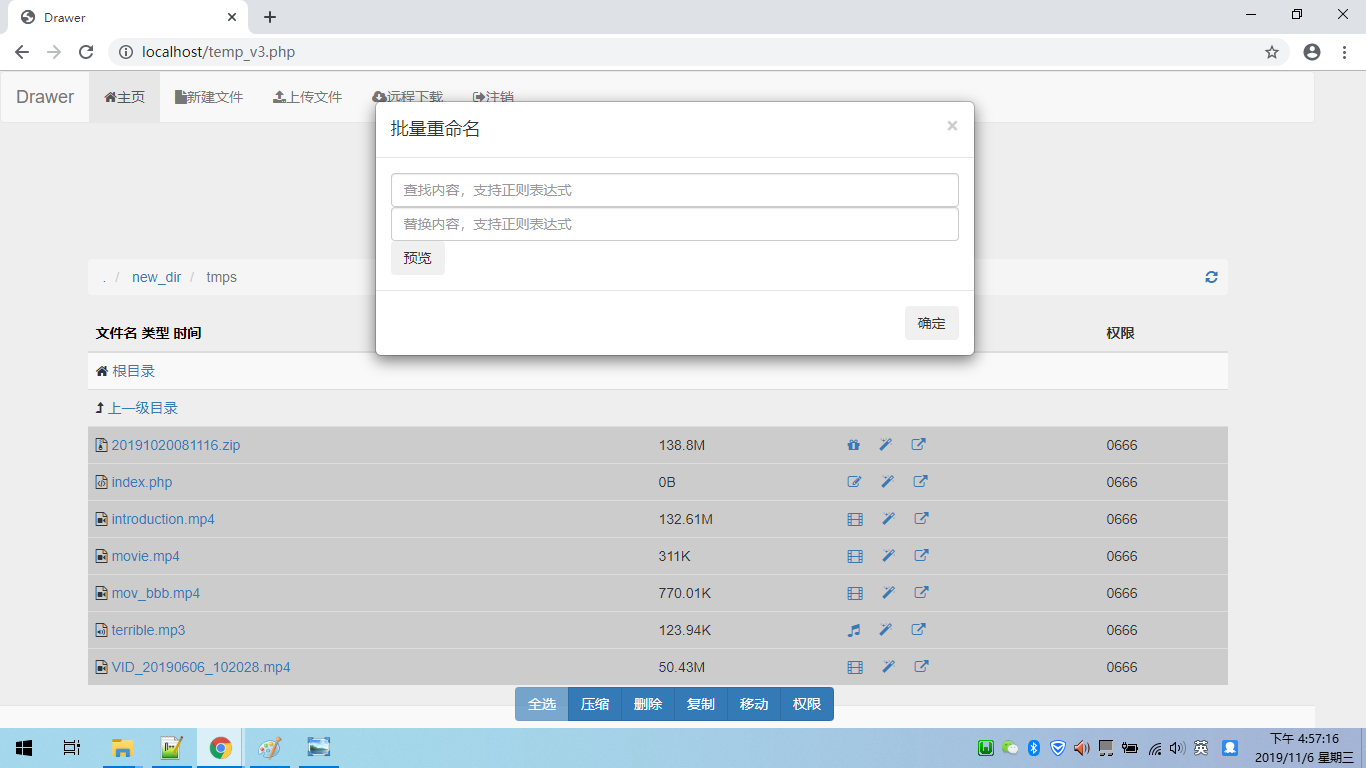 Drawer
localhost/temp_v3.php
Drawer 主页 新建文件 上传文件 远程下载 注销
批量重命名 ×
查找内容，支持正则表达式
替换内容，支持正则表达式
预览
确定
. / new_dir / tmps
文件名 类型 时间 权限
根目录
上一级目录
20191020081116.zip 138.8M 0666
index.php 0B 0666
introduction.mp4 132.61M 0666
movie.mp4 311K 0666
mov_bbb.mp4 770.01K 0666
terrible.mp3 123.94K 0666
VID_20190606_102028.mp4 50.43M 0666
全选 压缩 删除 复制 移动 权限
英
下午 4:57:16
2019/11/6 星期三